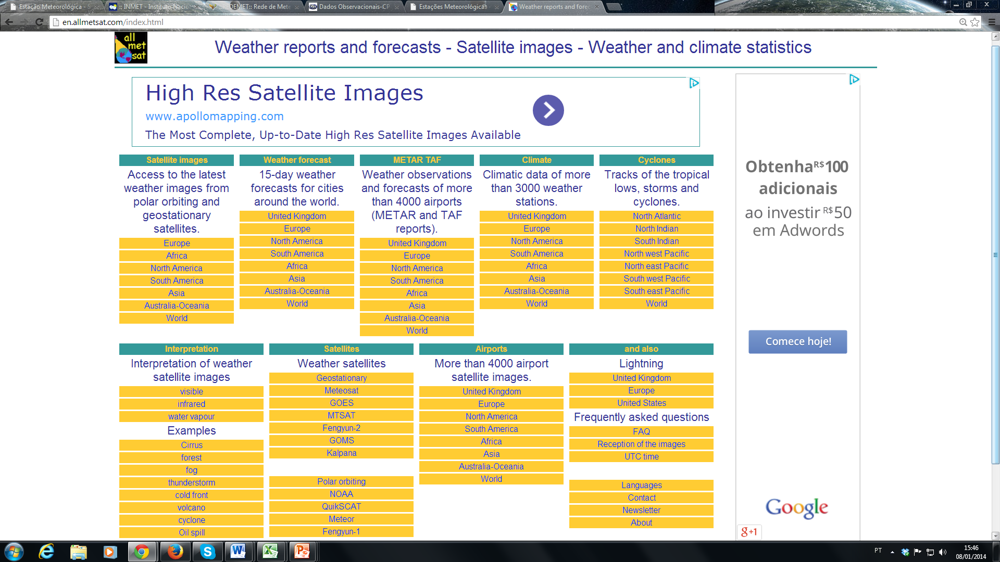 Estação Meteorológica - S
:: INMET - Instituto Nacio
:: REDEMET:: Rede de Mete
Dados Observacionais-CP
Estações Meteorológicas -
Weather reports and forec
en.allmetsat.com/index.html
all
met
sat
Weather reports and forecasts - Satellite images - Weather and climate statistics
High Res Satellite Images
www.apollomapping.com
The Most Complete, Up-to-Date High Res Satellite Images Available
Satellite images
Access to the latest
weather images from
polar orbiting and
geostationary
satellites.
Europe
Africa
North America
South America
Asia
Australia-Oceania
World
Weather forecast
15-day weather
forecasts for cities
around the world.
United Kingdom
Europe
North America
South America
Africa
Asia
Australia-Oceania
World
METAR TAF
Weather observations
and forecasts of more
than 4000 airports
(METAR and TAF
reports).
United Kingdom
Europe
North America
South America
Africa
Asia
Australia-Oceania
World
Climate
Climatic data of more
than 3000 weather
stations.
United Kingdom
Europe
North America
South America
Africa
Asia
Australia-Oceania
World
Cyclones
Tracks of the tropical
lows, storms and
cyclones.
North Atlantic
North Indian
South Indian
North west Pacific
North east Pacific
South west Pacific
South east Pacific
World
Interpretation
Interpretation of weather
satellite images
visible
infrared
water vapour
Examples
Cirrus
forest
fog
thunderstorm
cold front
volcano
cyclone
Oil spill
Satellites
Weather satellites
Geostationary
Meteosat
GOES
MTSAT
Fengyun-2
GOMS
Kalpana
Polar orbiting
NOAA
QuikSCAT
Meteor
Fengyun-1
Airports
More than 4000 airport
satellite images.
United Kingdom
Europe
North America
South America
Africa
Asia
Australia-Oceania
World
and also
Lightning
United Kingdom
Europe
United States
Frequently asked questions
FAQ
Reception of the images
UTC time
Languages
Contact
Newsletter
About
Obtenha R$100
adicionais
ao investir R$50
em Adwords
Comece hoje!
Google
g+1
PT
15:46
08/01/2014